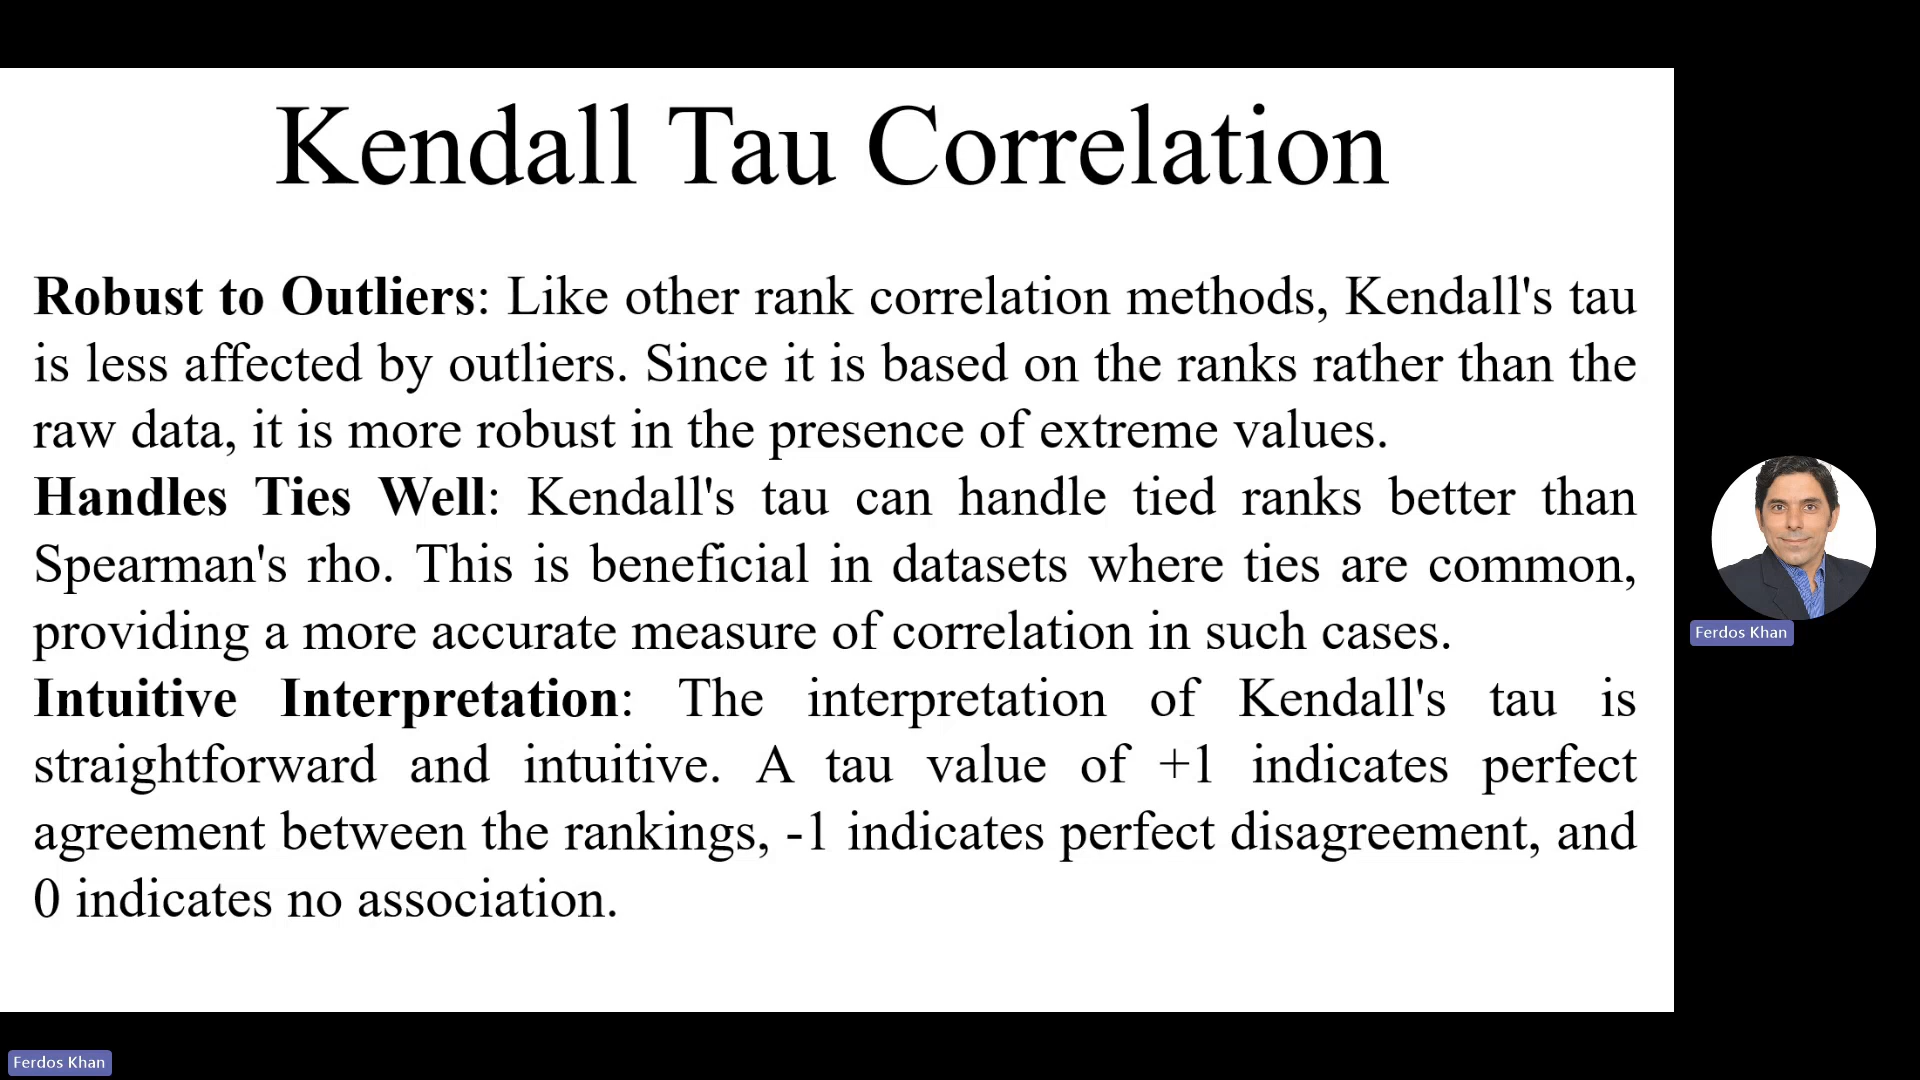 Kendall Tau Correlation
Robust to Outliers: Like other rank correlation methods, Kendall's tau
is less affected by outliers. Since it is based on the ranks rather than the
raw data, it is more robust in the presence of extreme values.
Handles Ties Well: Kendall's tau can handle tied ranks better than
Spearman's rho. This is beneficial in datasets where ties are common,
providing a more accurate measure of correlation in such cases.
Intuitive Interpretation: The interpretation of Kendall's tau is
straightforward and intuitive. A tau value of +1 indicates perfect
agreement between the rankings, -1 indicates perfect disagreement, and
0 indicates no association.
Ferdos Khan
Ferdos Khan